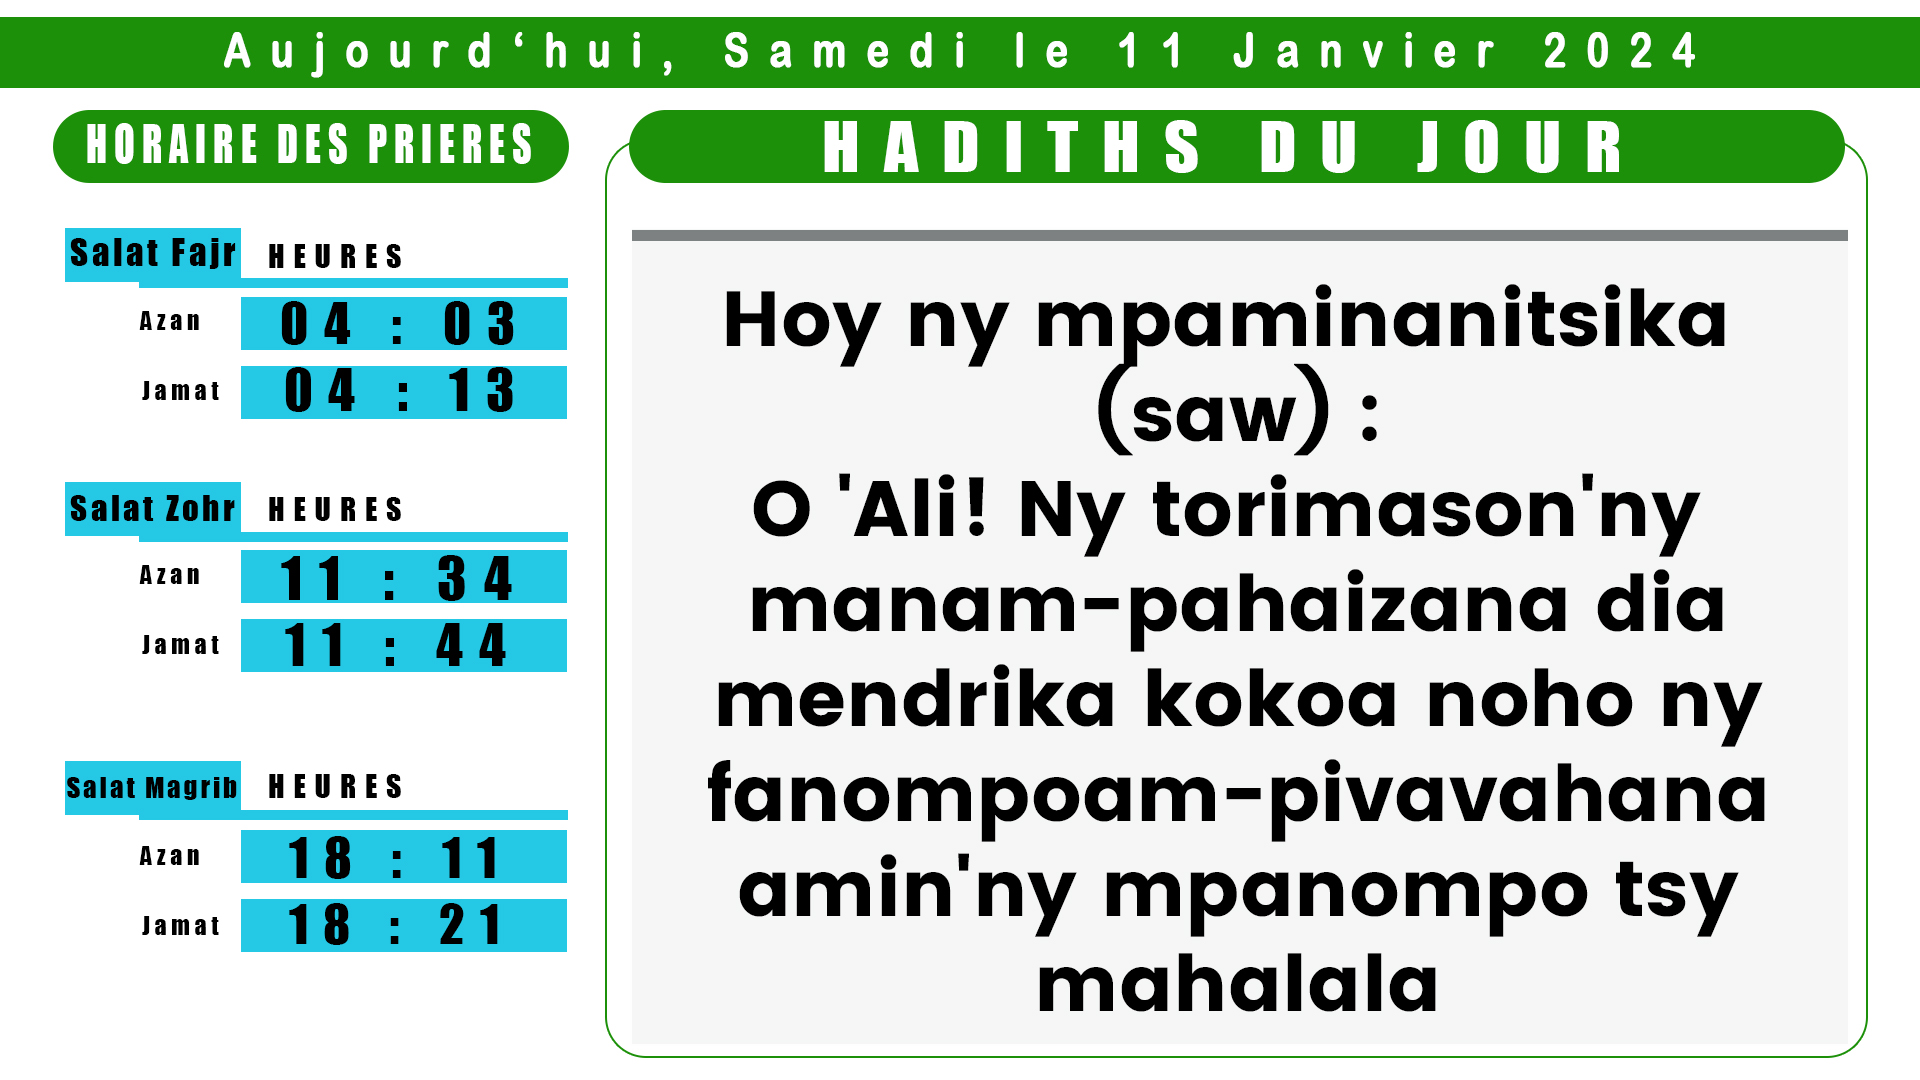 Aujourd‘hui, Samedi le 11 Janvier 2024
HORAIRE DES PRIERES
Salat Fajr HEURES
Azan 04 : 03
Jamat 04 : 13
Salat Zohr HEURES
Azan 11 : 34
Jamat 11 : 44
Salat Magrib HEURES
Azan 18 : 11
Jamat 18 : 21
HADITHS DU JOUR
Hoy ny mpaminanitsika
(saw) :
O 'Ali! Ny torimason'ny
manam-pahaizana dia
mendrika kokoa noho ny
fanompoam-pivavahana
amin'ny mpanompo tsy
mahalala